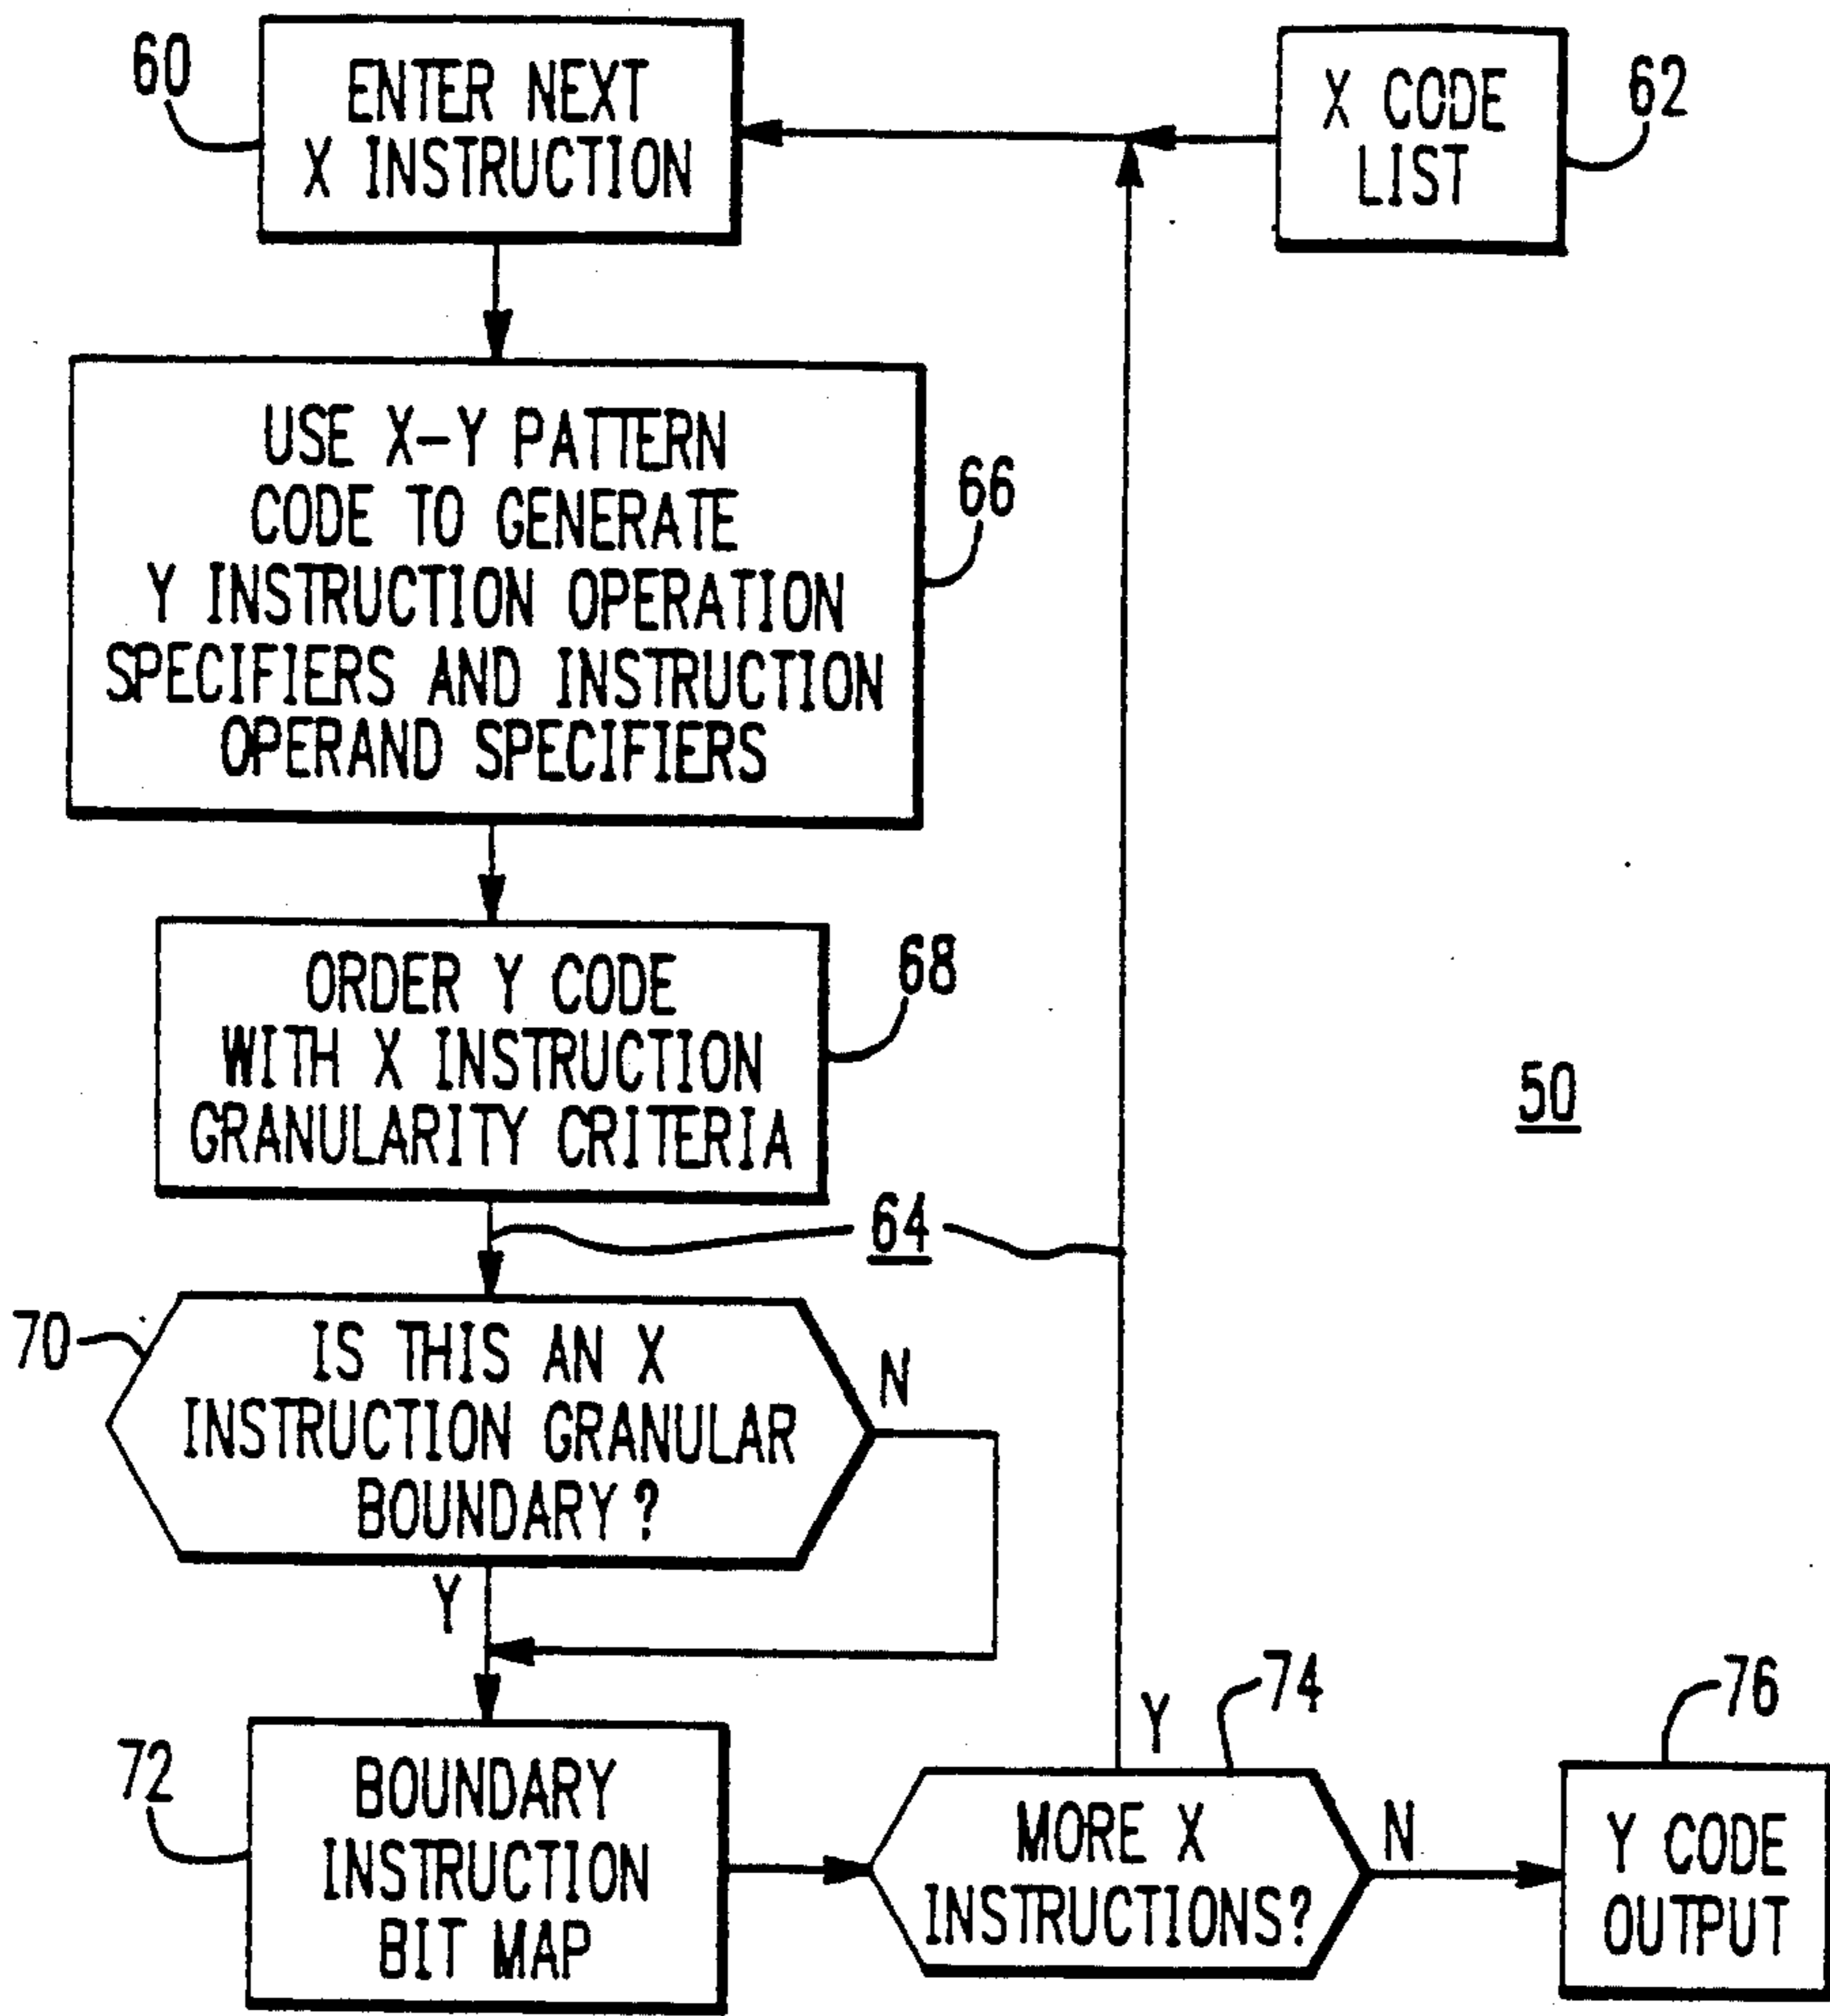 60
ENTER NEXT
X INSTRUCTION
X CODE
LIST
62
USE X-Y PATTERN
CODE TO GENERATE
Y INSTRUCTION OPERATION
SPECIFIERS AND INSTRUCTION
OPERAND SPECIFIERS
66
ORDER Y CODE
WITH X INSTRUCTION
GRANULARITY CRITERIA
68
50
64
70
IS THIS AN X
INSTRUCTION GRANULAR
BOUNDARY?
N
Y
72
BOUNDARY
INSTRUCTION
BIT MAP
Y
74
MORE X
INSTRUCTIONS?
N
76
Y CODE
OUTPUT